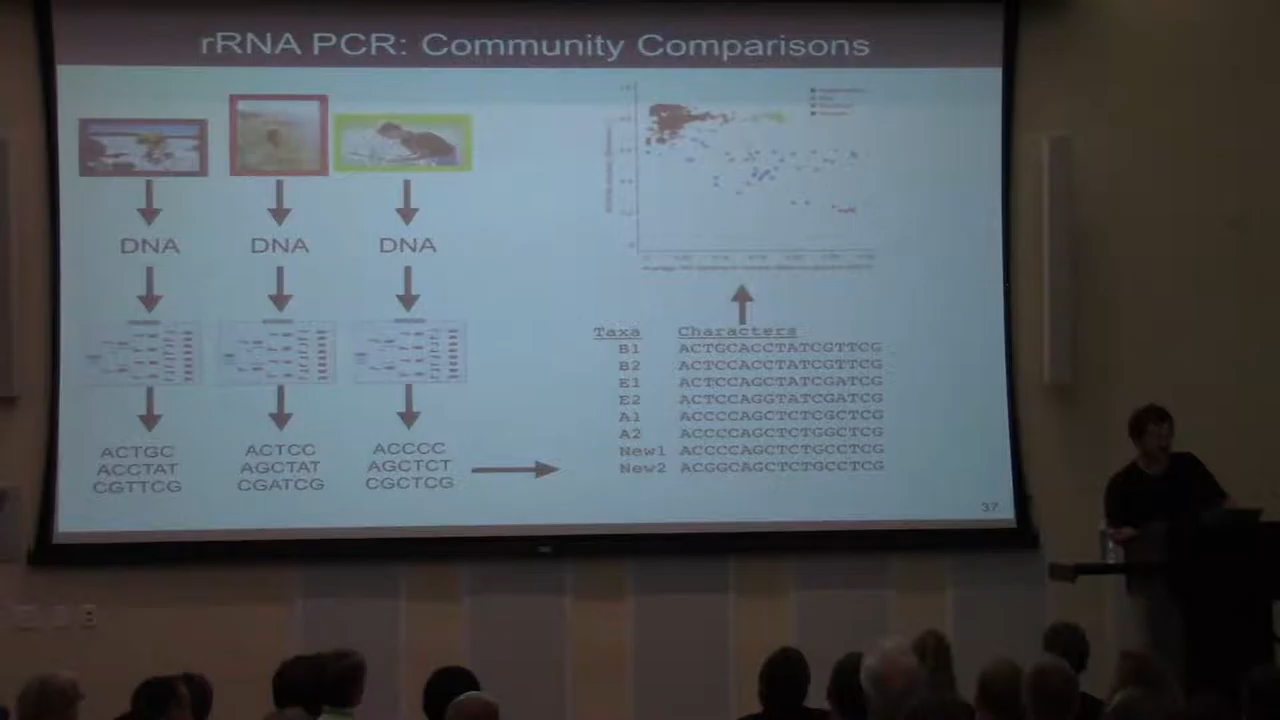 rRNA PCR: Community Comparisons
DNA DNA DNA
ACTGC ACTCC ACCCC
ACCTAT AGCTAT AGCTCT
CGTTCG CGATCG CGCTCG
Taxa Characters
B1 ACTGCACCTATCGTTCG
B2 ACTCCACCTATCGTTCG
E1 ACTCCAGCTATCGATCG
E2 ACTCCAGGTATCGATCG
A1 ACCCCAGCTCTCGCTCG
A2 ACCCCAGCTCTGGCTCG
New1 ACCCCAGCTCTGCCTCG
New2 ACGGCAGCTCTGCCTCG
37